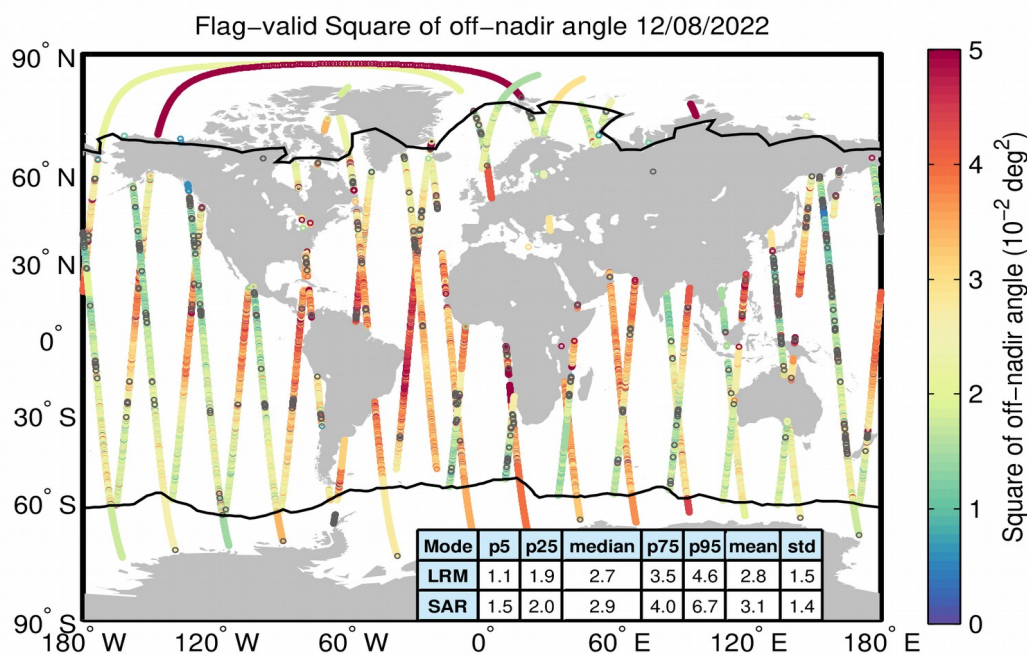 Flag−valid Square of off−nadir angle 12/08/2022
90° N
60° N
30° N
0°
30° S
60° S
90° S
180° W
120° W
60° W
0°
60° E
120° E
180° E
Mode p5 p25 median p75 p95 mean std
LRM 1.1 1.9 2.7 3.5 4.6 2.8 1.5
SAR 1.5 2.0 2.9 4.0 6.7 3.1 1.4
5
4
3
2
1
0
Square of off−nadir angle (10⁻² deg²)